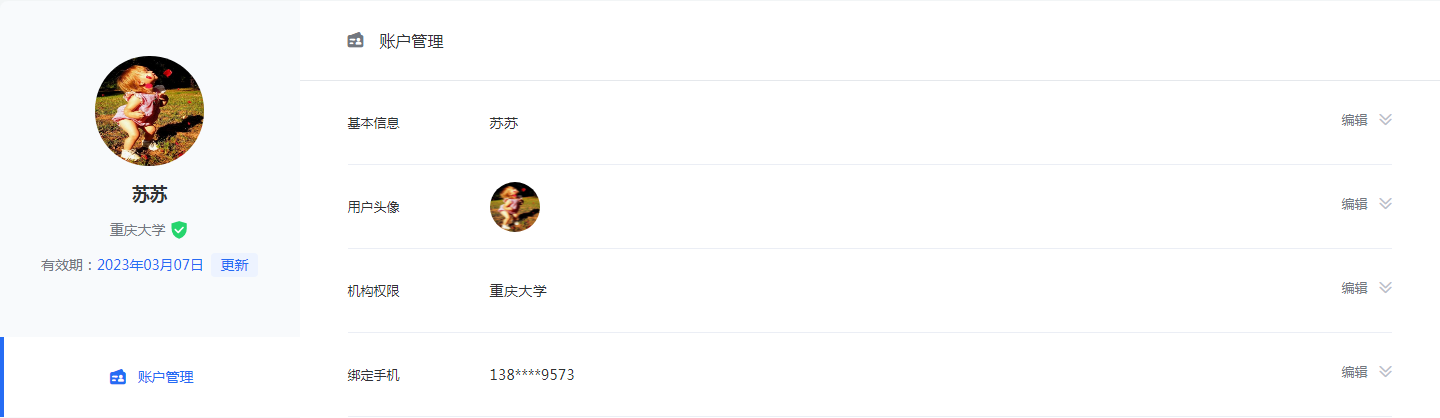 苏苏
重庆大学
有效期：2023年03月07日 更新
账户管理
账户管理
基本信息 苏苏 编辑
用户头像 编辑
机构权限 重庆大学 编辑
绑定手机 138****9573 编辑